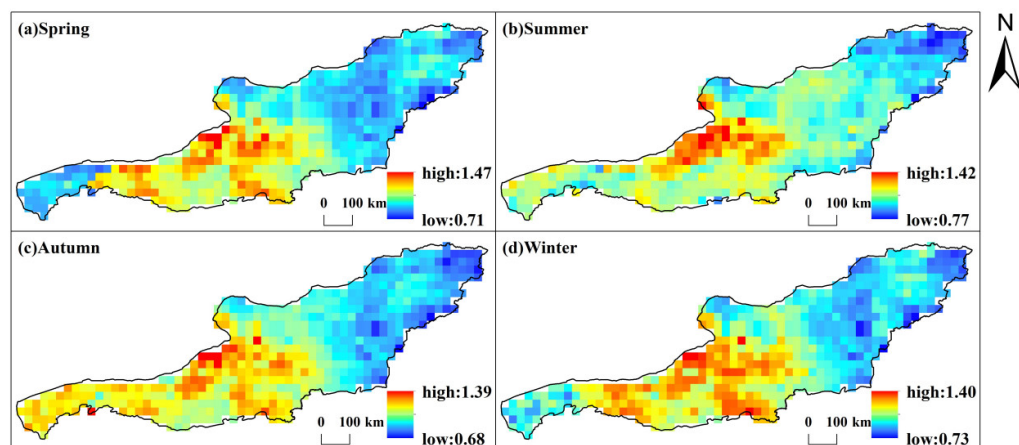 (a)Spring
high:1.47
low:0.71
0 100 km
(b)Summer
high:1.42
low:0.77
0 100 km
N
(c)Autumn
high:1.39
low:0.68
0 100 km
(d)Winter
high:1.40
low:0.73
0 100 km